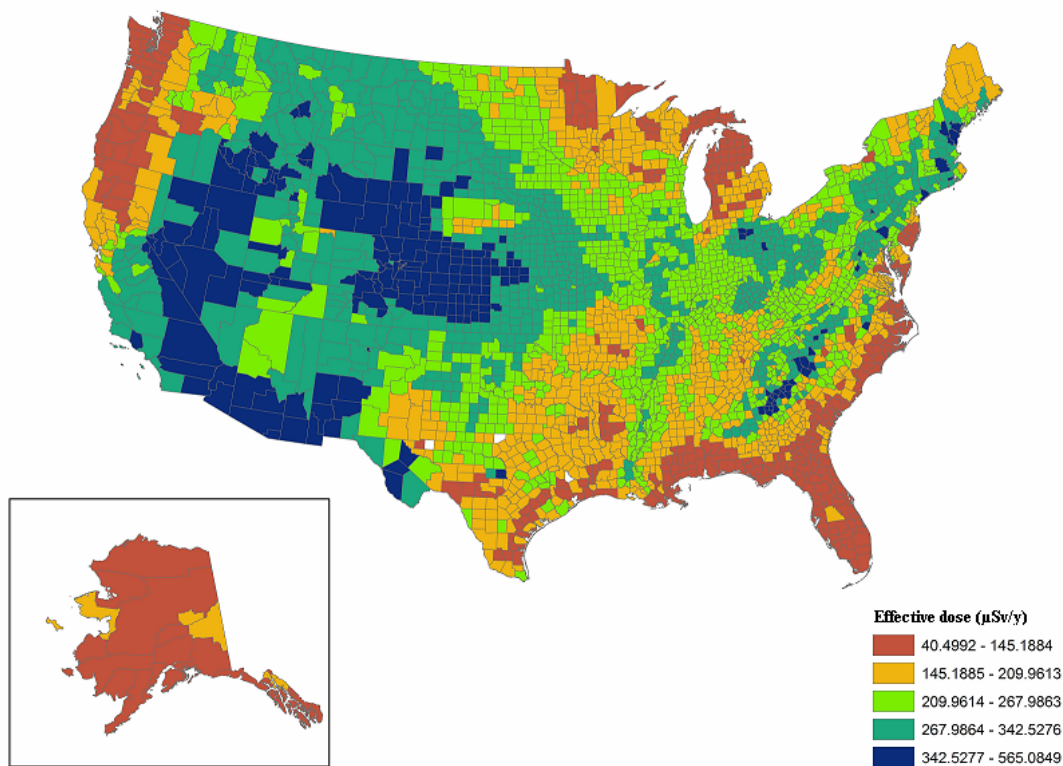 Effective dose (µSv/y)
40.4992 - 145.1884
145.1885 - 209.9613
209.9614 - 267.9863
267.9864 - 342.5276
342.5277 - 565.0849